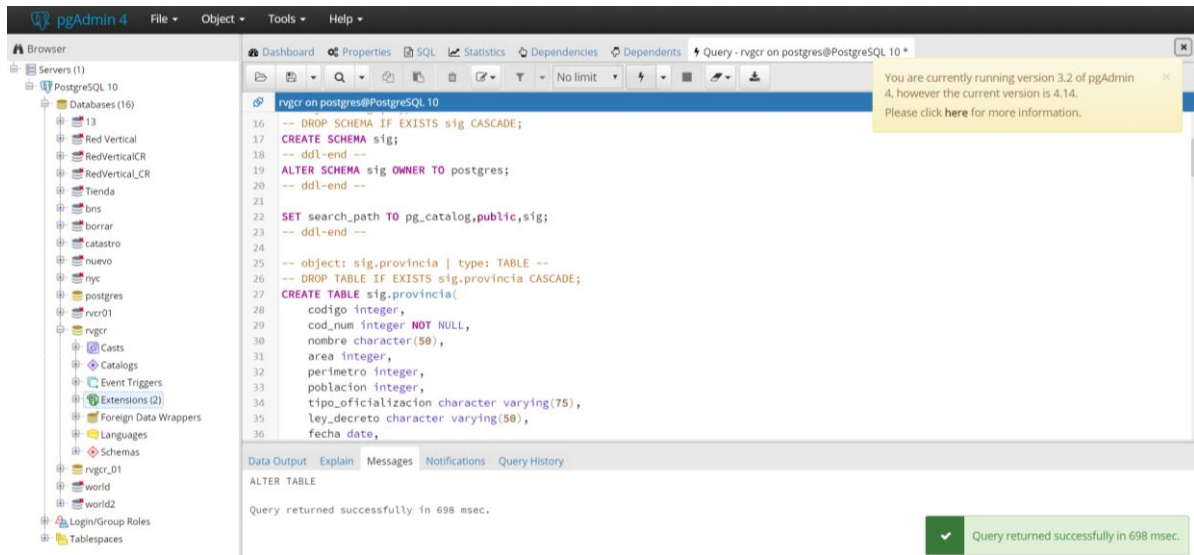 pgAdmin 4 File Object Tools Help
Browser
Dashboard Properties SQL Statistics Dependencies Dependents Query - rvgcr on postgres@PostgreSQL 10 *
Servers (1)
PostgreSQL 10
Databases (16)
13
Red Vertical
RedVerticalCR
RedVertical_CR
Tienda
bns
borrar
catastro
nuevo
nyc
postgres
rvcr01
rvgcr
Casts
Catalogs
Event Triggers
Extensions (2)
Foreign Data Wrappers
Languages
Schemas
rvgcr_01
world
world2
Login/Group Roles
Tablespaces
No limit
You are currently running version 3.2 of pgAdmin
4, however the current version is 4.14.
Please click here for more information.
rvgcr on postgres@PostgreSQL 10
16 -- DROP SCHEMA IF EXISTS sig CASCADE;
17 CREATE SCHEMA sig;
18 -- ddl-end --
19 ALTER SCHEMA sig OWNER TO postgres;
20 -- ddl-end --
21
22 SET search_path TO pg_catalog,public,sig;
23 -- ddl-end --
24
25 -- object: sig.provincia | type: TABLE --
26 -- DROP TABLE IF EXISTS sig.provincia CASCADE;
27 CREATE TABLE sig.provincia(
28 codigo integer,
29 cod_num integer NOT NULL,
30 nombre character(50),
31 area integer,
32 perimetro integer,
33 poblacion integer,
34 tipo_oficializacion character varying(75),
35 ley_decreto character varying(50),
36 fecha date,
Data Output Explain Messages Notifications Query History
ALTER TABLE
Query returned successfully in 698 msec.
Query returned successfully in 698 msec.